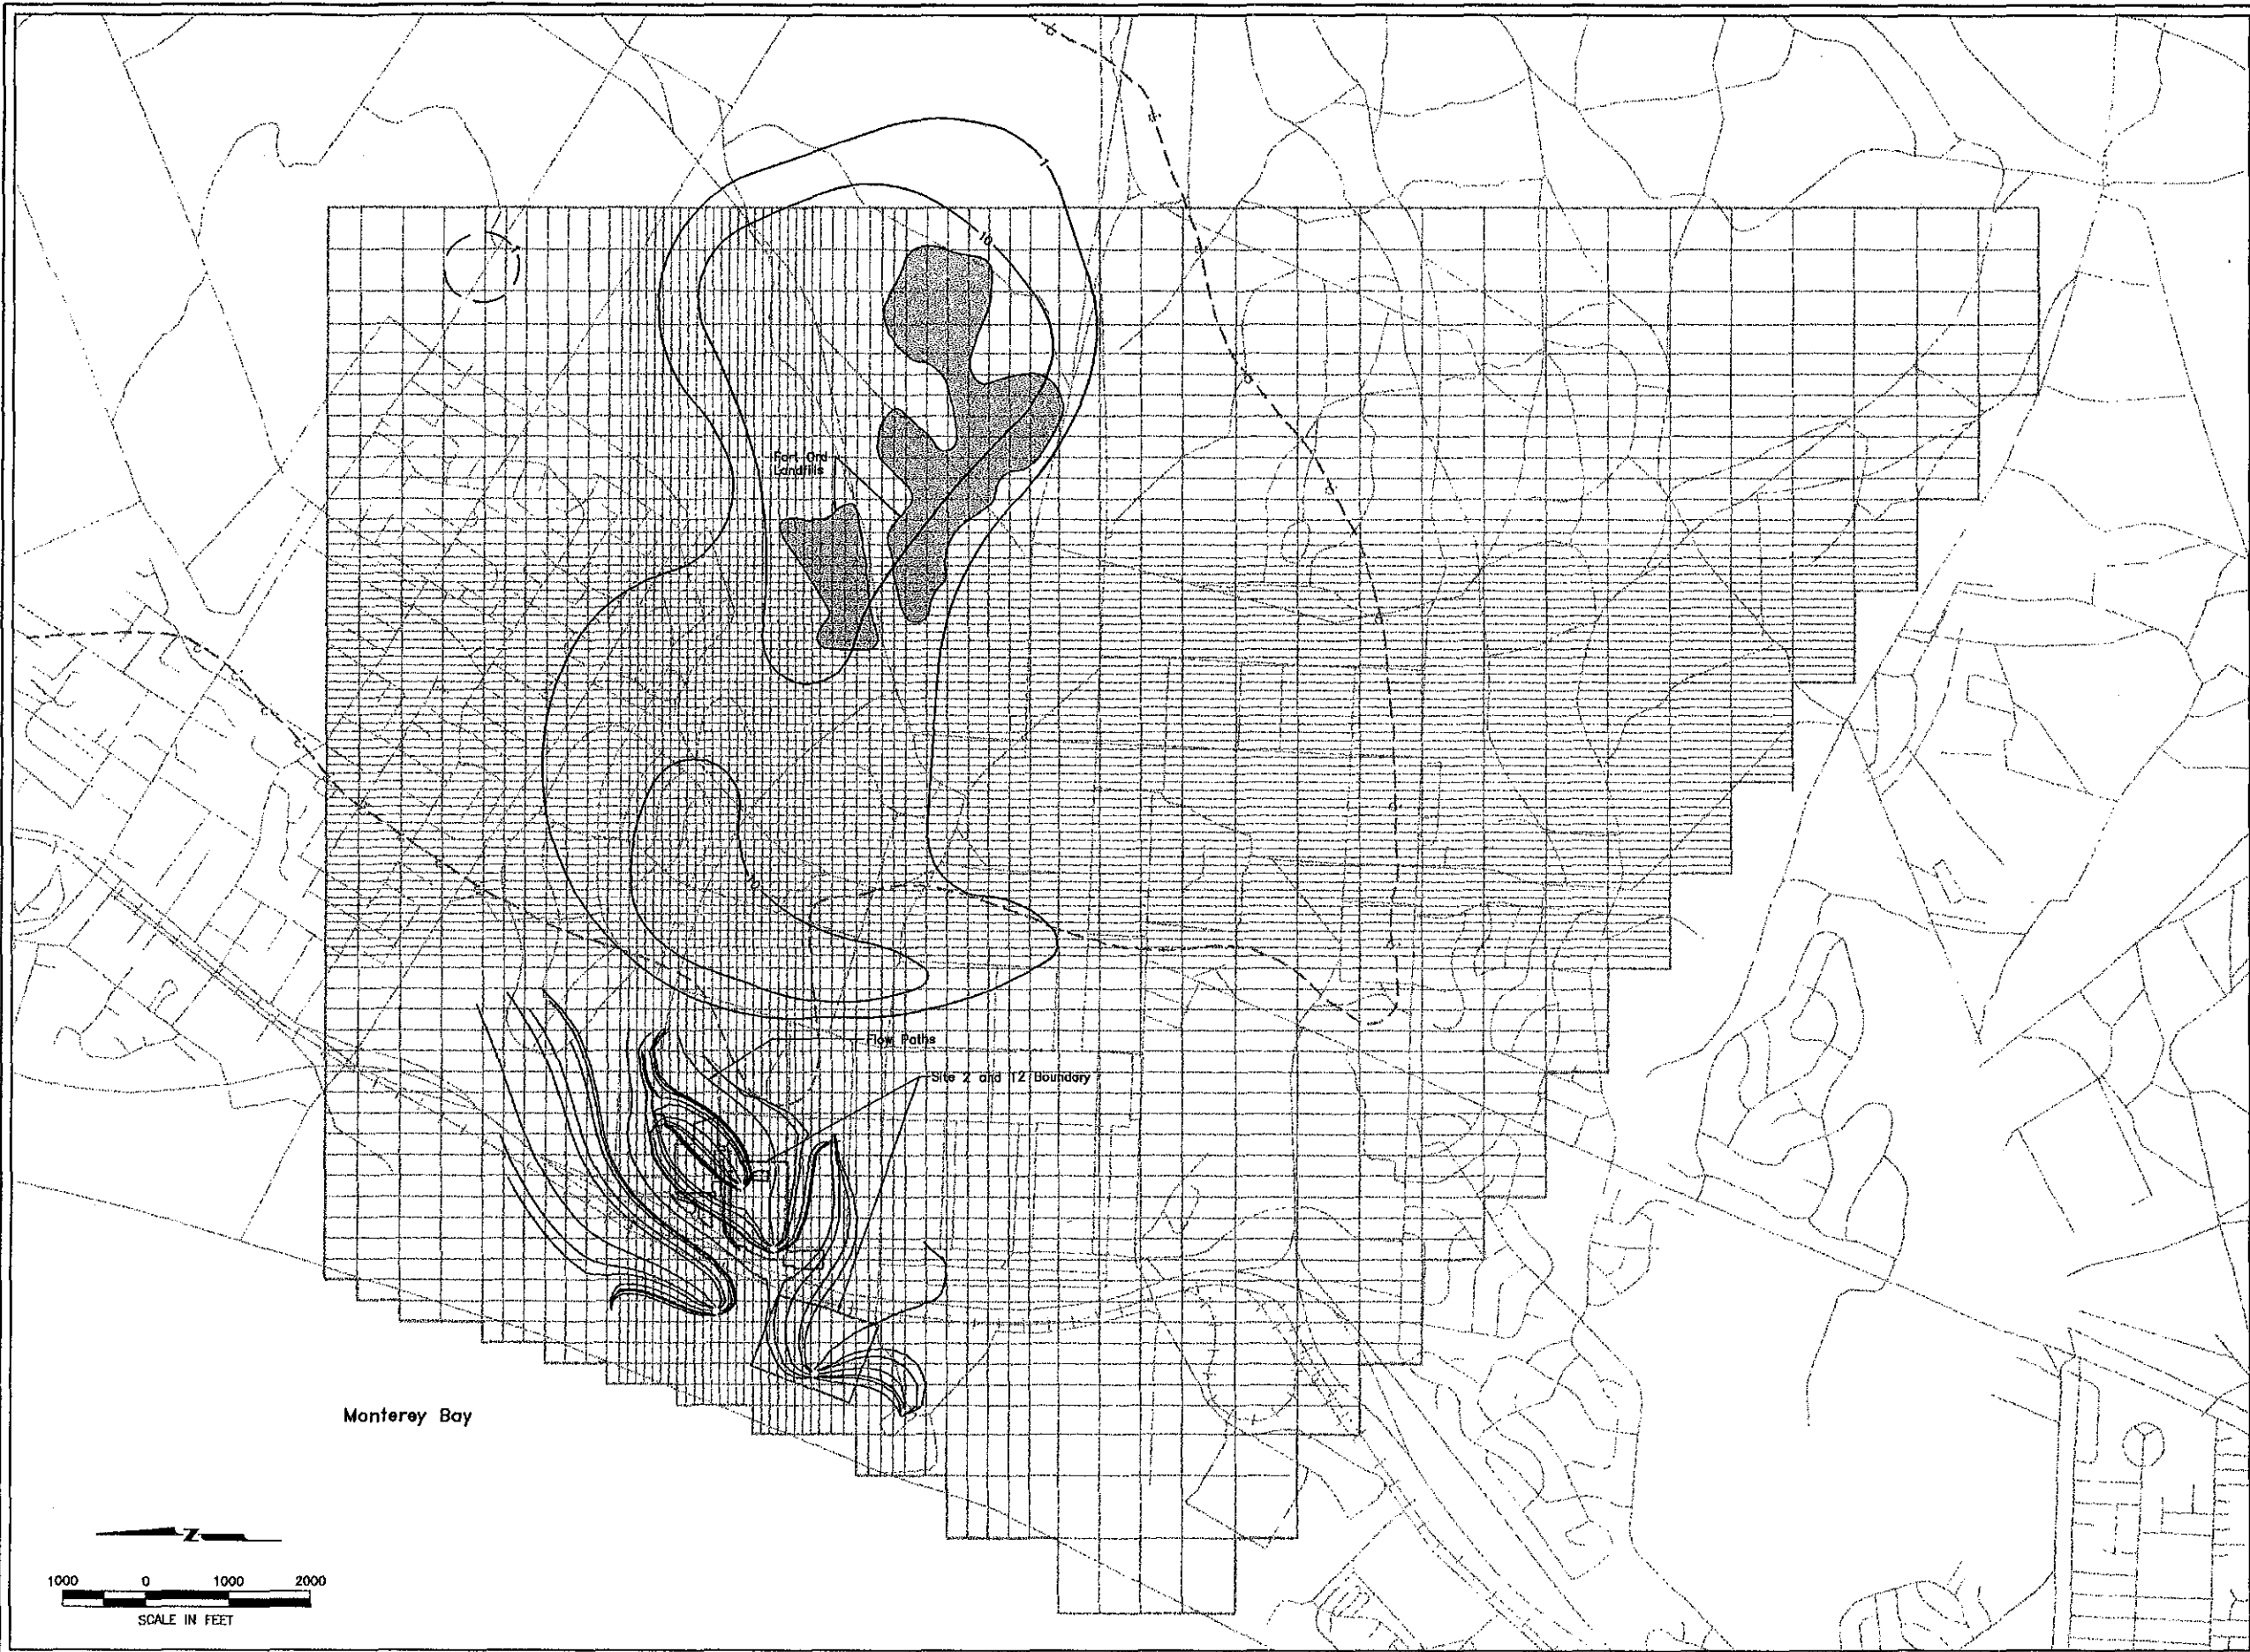 1
10
Fort Ord
Landfills
10
Flow Paths
Site 2 and 12 Boundary
Monterey Bay
Z
1000 0 1000 2000
SCALE IN FEET